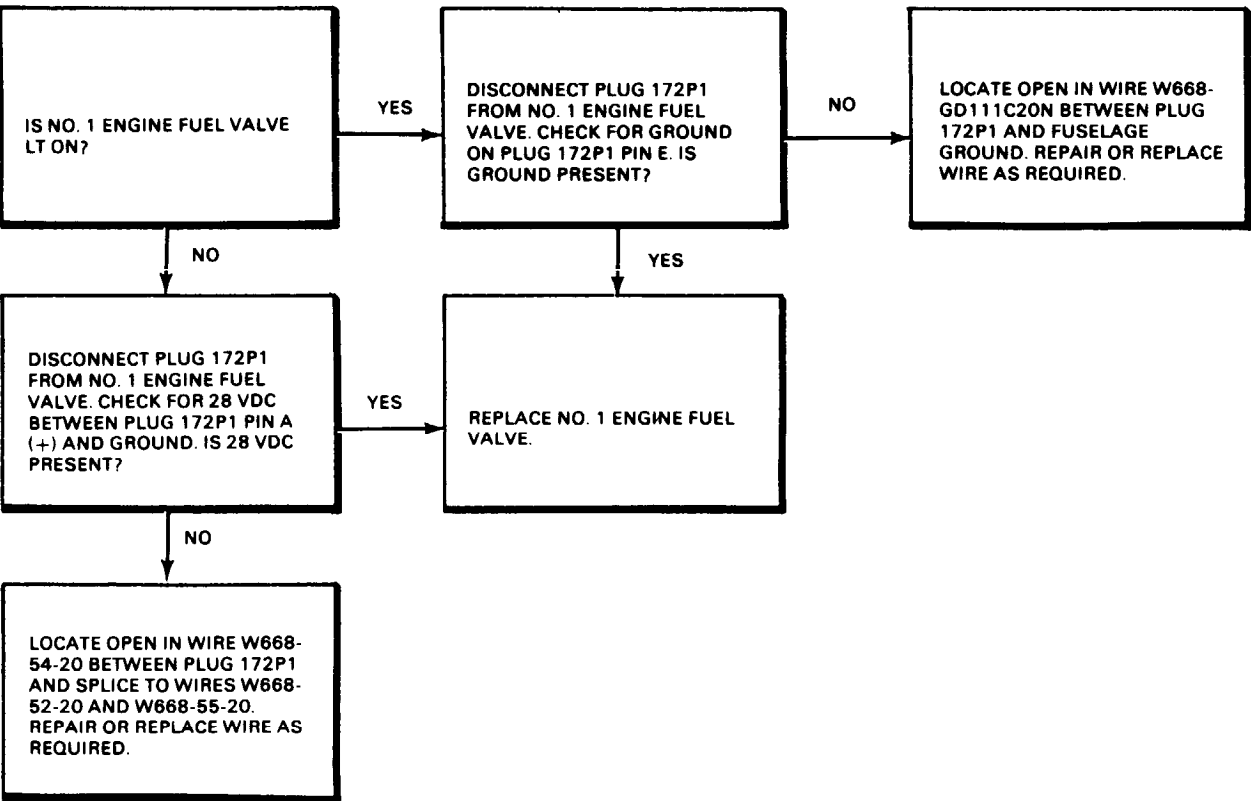 IS NO. 1 ENGINE FUEL VALVE
LT ON?
YES
DISCONNECT PLUG 172P1
FROM NO. 1 ENGINE FUEL
VALVE. CHECK FOR GROUND
ON PLUG 172P1 PIN E. IS
GROUND PRESENT?
NO
LOCATE OPEN IN WIRE W668-
GD111C20N BETWEEN PLUG
172P1 AND FUSELAGE
GROUND. REPAIR OR REPLACE
WIRE AS REQUIRED.
NO
YES
DISCONNECT PLUG 172P1
FROM NO. 1 ENGINE FUEL
VALVE. CHECK FOR 28 VDC
BETWEEN PLUG 172P1 PIN A
(+) AND GROUND. IS 28 VDC
PRESENT?
YES
REPLACE NO. 1 ENGINE FUEL
VALVE.
NO
LOCATE OPEN IN WIRE W668-
54-20 BETWEEN PLUG 172P1
AND SPLICE TO WIRES W668-
52-20 AND W668-55-20.
REPAIR OR REPLACE WIRE AS
REQUIRED.